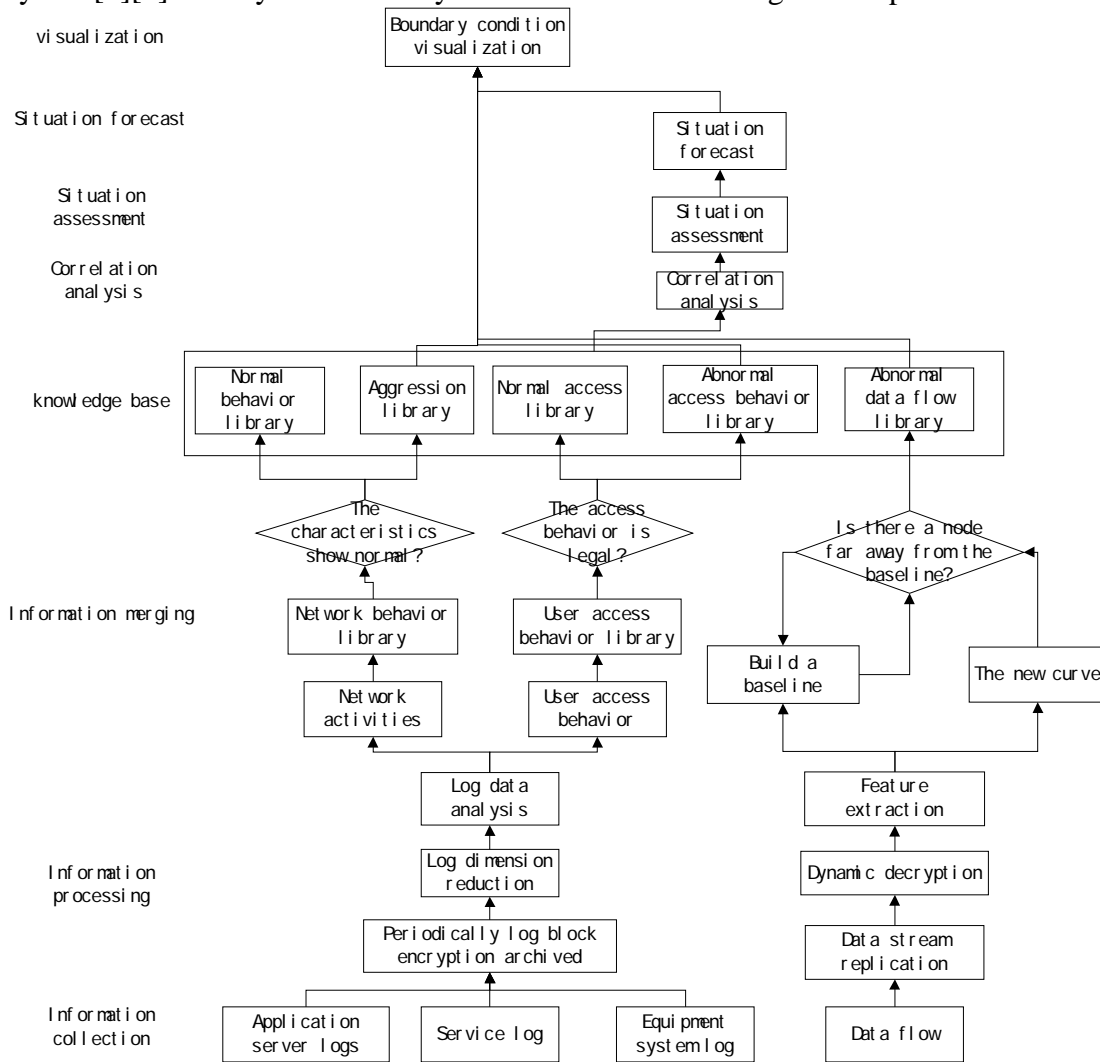 visualization
Boundary condition
visualization
Situation forecast
Situation
forecast
Situation
assessment
Situation
assessment
Correlation
analysis
Correlation
analysis
knowledge base
Normal
behavior
library
Aggression
library
Normal access
library
Abnormal
access behavior
library
Abnormal
data flow
library
The
characteristics
show normal?
The access
behavior is
legal?
Is there a node
far away from the
baseline?
Information merging
Network behavior
library
User access
behavior library
Build a
baseline
The new curve
Network
activities
User access
behavior
Log data
analysis
Feature
extraction
Information
processing
Log dimension
reduction
Dynamic decryption
Periodically log block
encryption archived
Data stream
replication
Information
collection
Application
server logs
Service log
Equipment
system log
Data flow